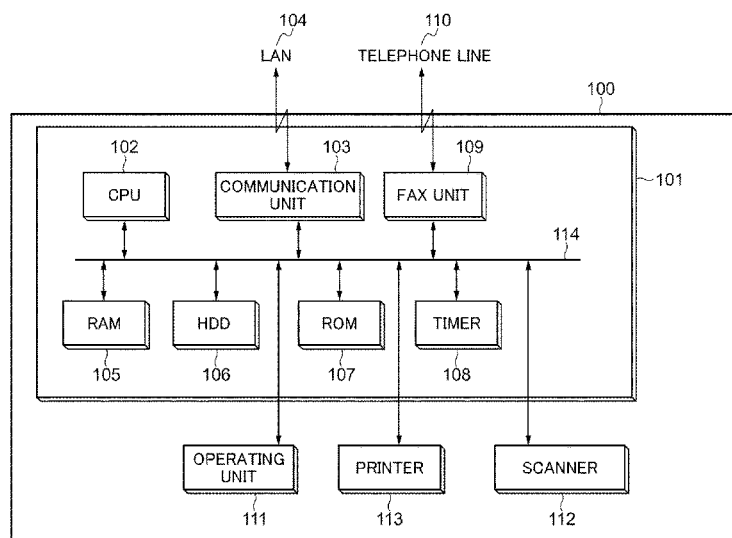 104
110
LAN
TELEPHONE LINE
100
102
103
109
101
CPU
COMMUNICATION
UNIT
FAX UNIT
114
RAM
HDD
ROM
TIMER
105
106
107
108
OPERATING
UNIT
PRINTER
SCANNER
111
113
112